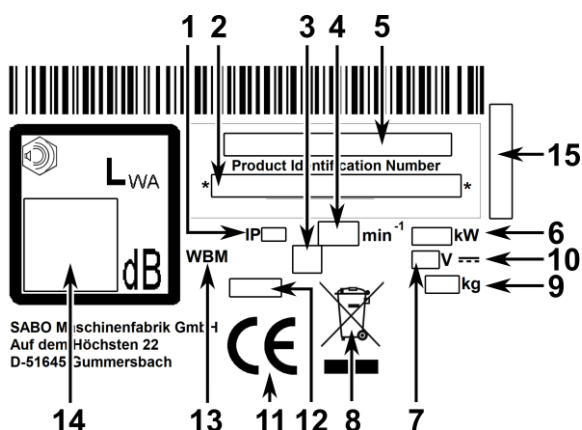 1 2 3 4 5
Product Identification Number
* *
15
IP min-1 kW 6
LWA
WBM V 10
dB kg 9
SABO Maschinenfabrik GmbH
Auf dem Höchsten 22
D-51645 Gummersbach
CE
14 13 11 12 8 7